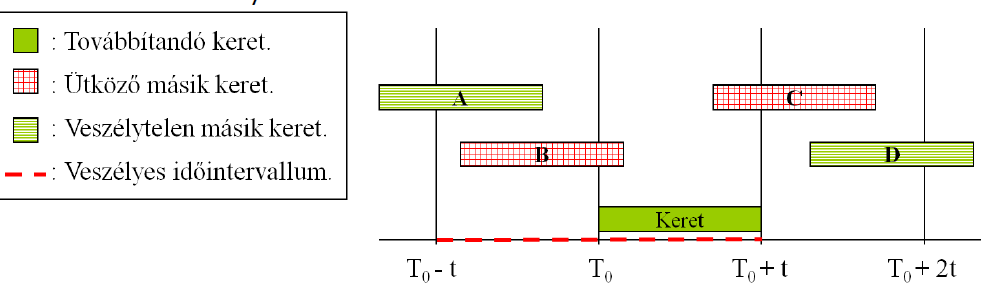 : Továbbítandó keret.
: Ütköző másik keret.
: Veszélytelen másik keret.
: Veszélyes időintervallum.
A
C
B
D
Keret
T₀ - t
T₀
T₀ + t
T₀ + 2t